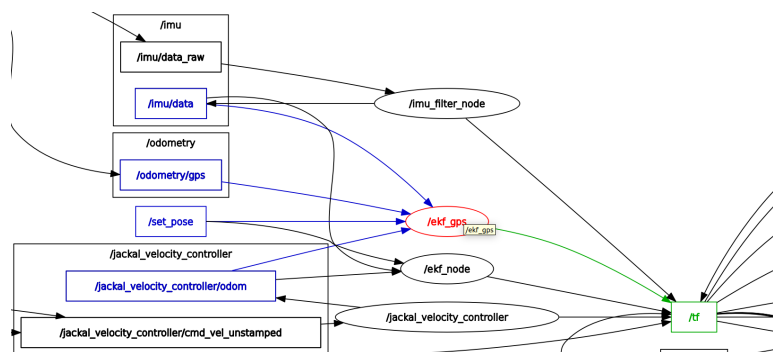 /imu
/imu/data_raw
/imu/data
/imu_filter_node
/odometry
/odometry/gps
/set_pose
/ekf_gps
/ekf_gps
/jackal_velocity_controller
/ekf_node
/jackal_velocity_controller/odom
/jackal_velocity_controller
/tf
/jackal_velocity_controller/cmd_vel_unstamped